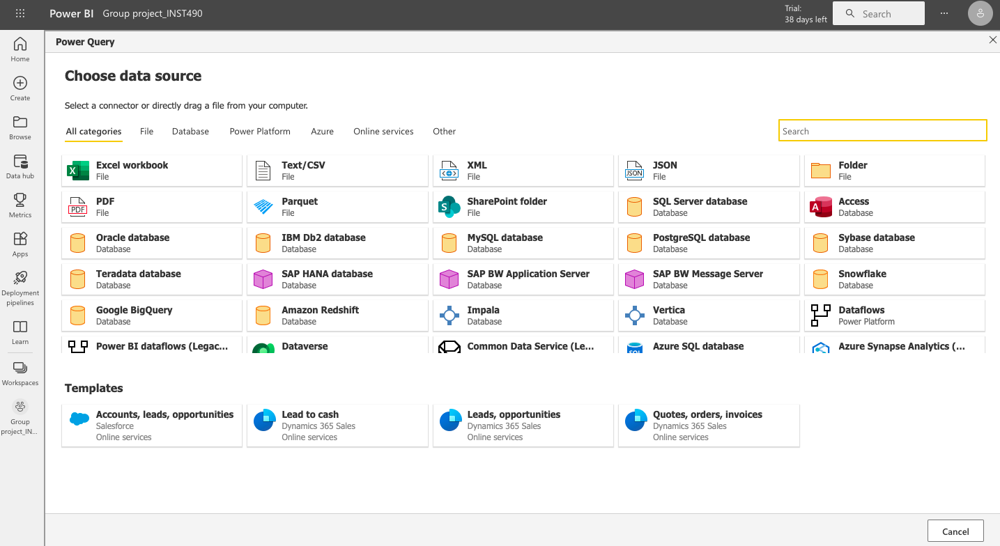 Power BI Group project_INST490
Trial:
38 days left
Search
Home
Create
Browse
Data hub
Metrics
Apps
Deployment
pipelines
Learn
Workspaces
Group
project_IN...
Power Query
Choose data source
Select a connector or directly drag a file from your computer.
All categories File Database Power Platform Azure Online services Other
Search
Excel workbook
File
Text/CSV
File
XML
File
JSON
JSON
File
Folder
File
PDF
PDF
File
Parquet
File
SharePoint folder
File
SQL Server database
Database
Access
Database
Oracle database
Database
IBM Db2 database
Database
MySQL database
Database
PostgreSQL database
Database
Sybase database
Database
Teradata database
Database
SAP HANA database
Database
SAP BW Application Server
Database
SAP BW Message Server
Database
Snowflake
Database
Google BigQuery
Database
Amazon Redshift
Database
Impala
Database
Vertica
Database
Dataflows
Power Platform
Power BI dataflows (Legac...
Dataverse
Common Data Service (Le...
SQL
Azure SQL database
Azure Synapse Analytics (...
Templates
Accounts, leads, opportunities
Salesforce
Online services
Lead to cash
Dynamics 365 Sales
Online services
Leads, opportunities
Dynamics 365 Sales
Online services
Quotes, orders, invoices
Dynamics 365 Sales
Online services
Cancel